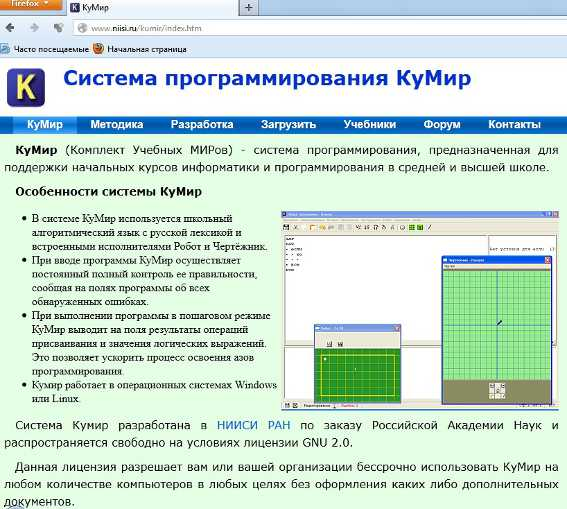 Firefox
КуМир
www.niisi.ru/kumir/index.htm
Часто посещаемые Начальная страница
K
Система программирования КуМир
КуМир Методика Разработка Загрузить Учебники Форум Контакты
КуМир (Комплект Учебных МИРов) - система программирования, предназначенная для
поддержки начальных курсов информатики и программирования в средней и высшей школе.
Особенности системы КуМир
В системе КуМир используется школьный
алгоритмический язык с русской лексикой и
встроенными исполнителями Робот и Чертёжник.
При вводе программы КуМир осуществляет
постоянный полный контроль ее правильности,
сообщая на полях программы об всех
обнаруженных ошибках.
При выполнении программы в пошаговом режиме
КуМир выводит на поля результаты операций
присваивания и значения логических выражений.
Это позволяет ускорить процесс освоения азов
программирования.
Кумир работает в операционных системах Windows
или Linux.
Система Кумир разработана в НИИСИ РАН по заказу Российской Академии Наук и
распространяется свободно на условиях лицензии GNU 2.0.
Данная лицензия разрешает вам или вашей организации бессрочно использовать КуМир на
любом количестве компьютеров в любых целях без оформления каких либо дополнительных
документов.